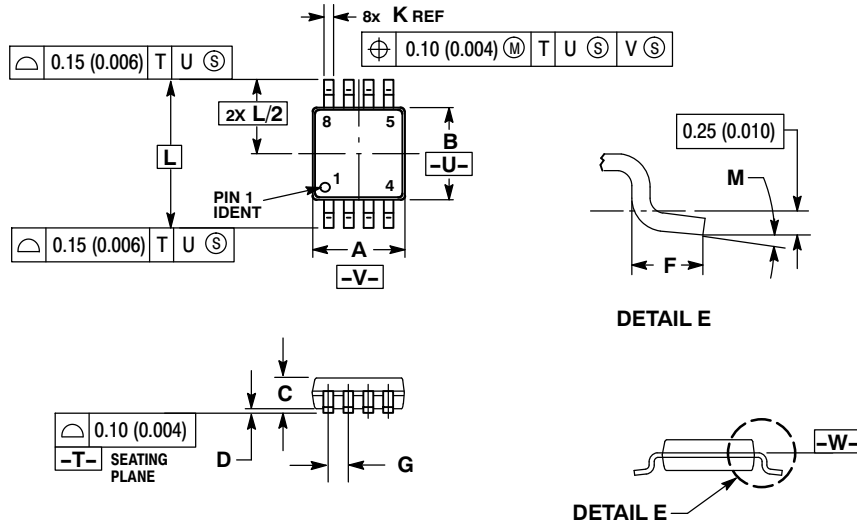 8x K REF
⌖ 0.10 (0.004) Ⓜ T U Ⓢ V Ⓢ
⌓ 0.15 (0.006) T U Ⓢ
2X L/2
8 5
B
-U-
L
1 4
PIN 1
IDENT
⌓ 0.15 (0.006) T U Ⓢ
A
-V-
0.25 (0.010)
M
F
DETAIL E
C
⌓ 0.10 (0.004)
-T- SEATING
PLANE
D
G
-W-
DETAIL E